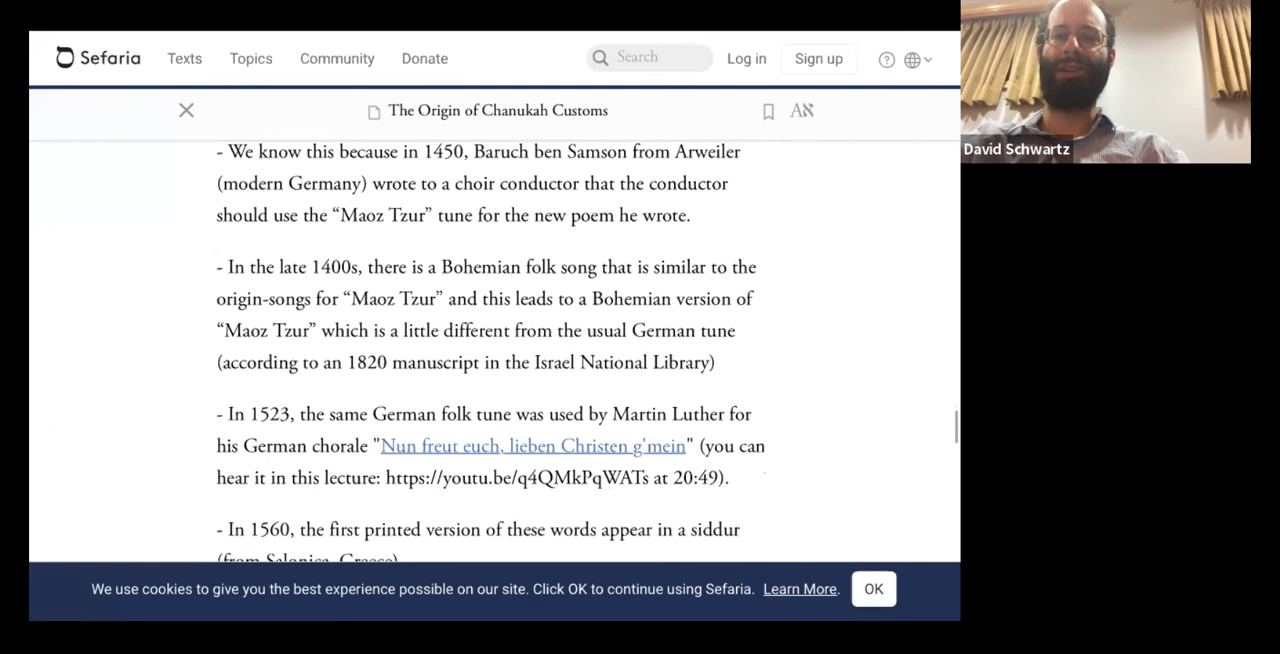 Sefaria
Texts
Topics
Community
Donate
Search
Log in
Sign up
The Origin of Chanukah Customs
Aא
David Schwartz
- We know this because in 1450, Baruch ben Samson from Arweiler
(modern Germany) wrote to a choir conductor that the conductor
should use the “Maoz Tzur” tune for the new poem he wrote.
- In the late 1400s, there is a Bohemian folk song that is similar to the
origin-songs for “Maoz Tzur” and this leads to a Bohemian version of
“Maoz Tzur” which is a little different from the usual German tune
(according to an 1820 manuscript in the Israel National Library)
- In 1523, the same German folk tune was used by Martin Luther for
his German chorale "Nun freut euch, lieben Christen g'mein" (you can
hear it in this lecture: https://youtu.be/q4QMkPqWATs at 20:49).
- In 1560, the first printed version of these words appear in a siddur
(from Salonica, Greece)
We use cookies to give you the best experience possible on our site. Click OK to continue using Sefaria. Learn More.
OK